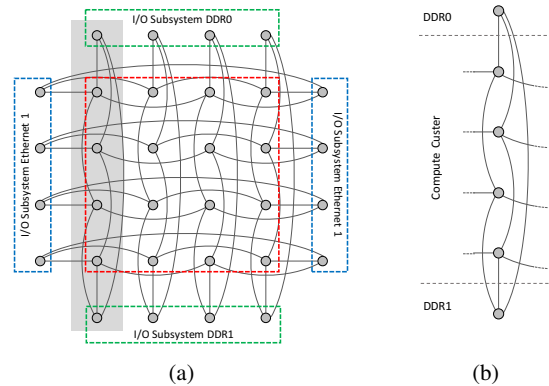 I/O Subsystem DDR0
DDR0
I/O Subsystem Ethernet 1
I/O Subsystem Ethernet 1
Compute Custer
I/O Subsystem DDR1
DDR1
(a)
(b)